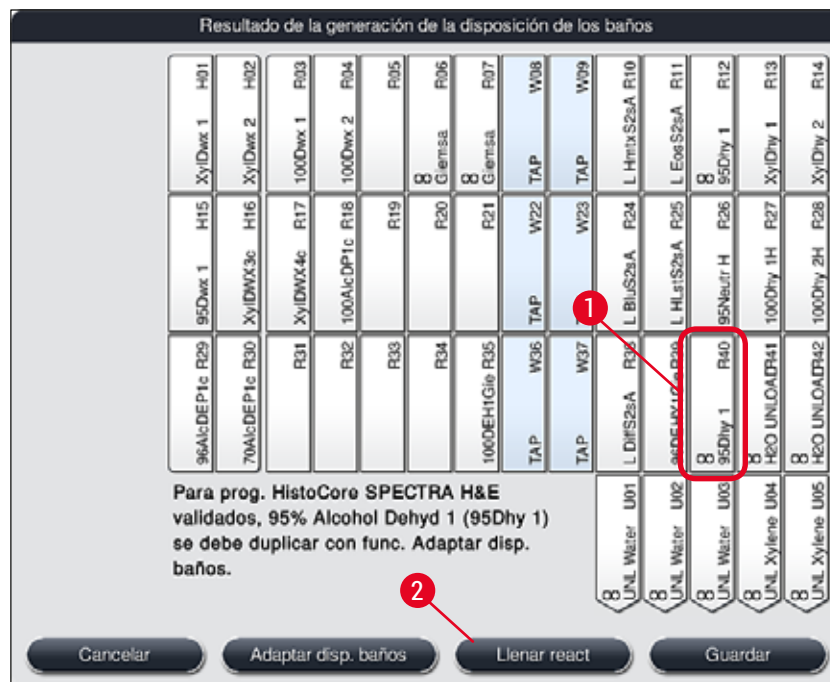 Resultado de la generación de la disposición de los baños
XylDwx 1 H01
XylDwx 2 H02
100Dwx 1 R03
100Dwx 2 R04
R05
Giemsa R06
Giemsa R07
TAP W08
TAP W09
L HmtxS2sA R10
L EosS2sA R11
95Dhy 1 R12
XylDhy 1 R13
XylDhy 2 R14
95Dwx 1 H15
XylDWX3c H16
XylDWX4c R17
100AlcDP1c R18
R19
R20
R21
TAP W22
W23
L BluS2sA R24
L HLstS2sA R25
95Neutr H R26
100Dhy 1H R27
100Dhy 2H R28
96AlcDEP1c R29
70AlcDEP1c R30
R31
R32
R33
R34
100DEH1Gie R35
TAP W36
TAP W37
L DiffS2sA
R39
95Dhy 1 R40
H2O UNLOAD R41
H2O UNLOAD R42
1
Para prog. HistoCore SPECTRA H&E
validados, 95% Alcohol Dehyd 1 (95Dhy 1)
se debe duplicar con func. Adaptar disp.
baños.
UNL Water U01
UNL Water U02
UNL Water U03
UNL Xylene U04
UNL Xylene U05
2
Cancelar
Adaptar disp. baños
Llenar react
Guardar